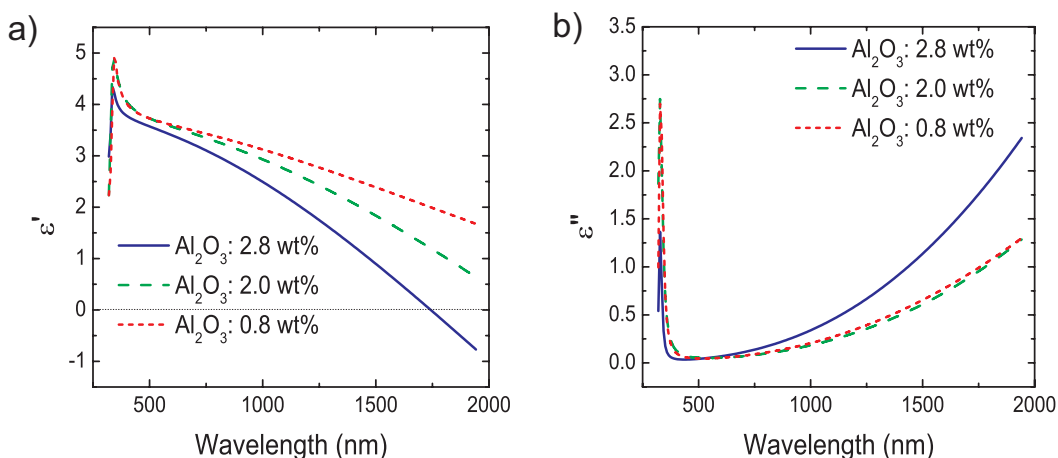 a)
5
4
3
2
1
0
-1
ε'
Al₂O₃: 2.8 wt%
Al₂O₃: 2.0 wt%
Al₂O₃: 0.8 wt%
500 1000 1500 2000
Wavelength (nm)
b)
3.5
3.0
2.5
2.0
1.5
1.0
0.5
0.0
ε"
Al₂O₃: 2.8 wt%
Al₂O₃: 2.0 wt%
Al₂O₃: 0.8 wt%
500 1000 1500 2000
Wavelength (nm)